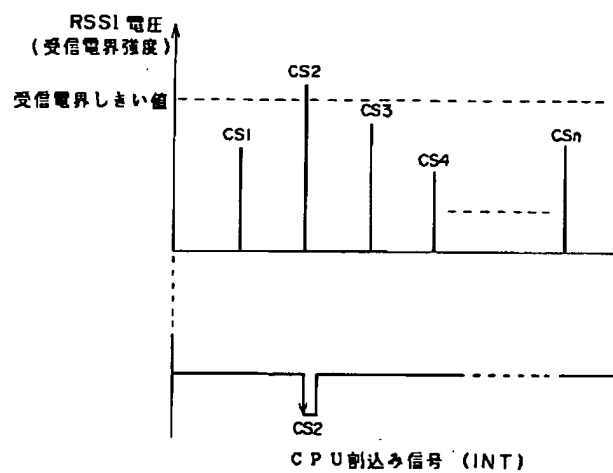 RSSI 電圧
(受信電界強度)
受信電界しきい値
CS1
CS2
CS3
CS4
CSn
CS2
CPU割込み信号 (INT)